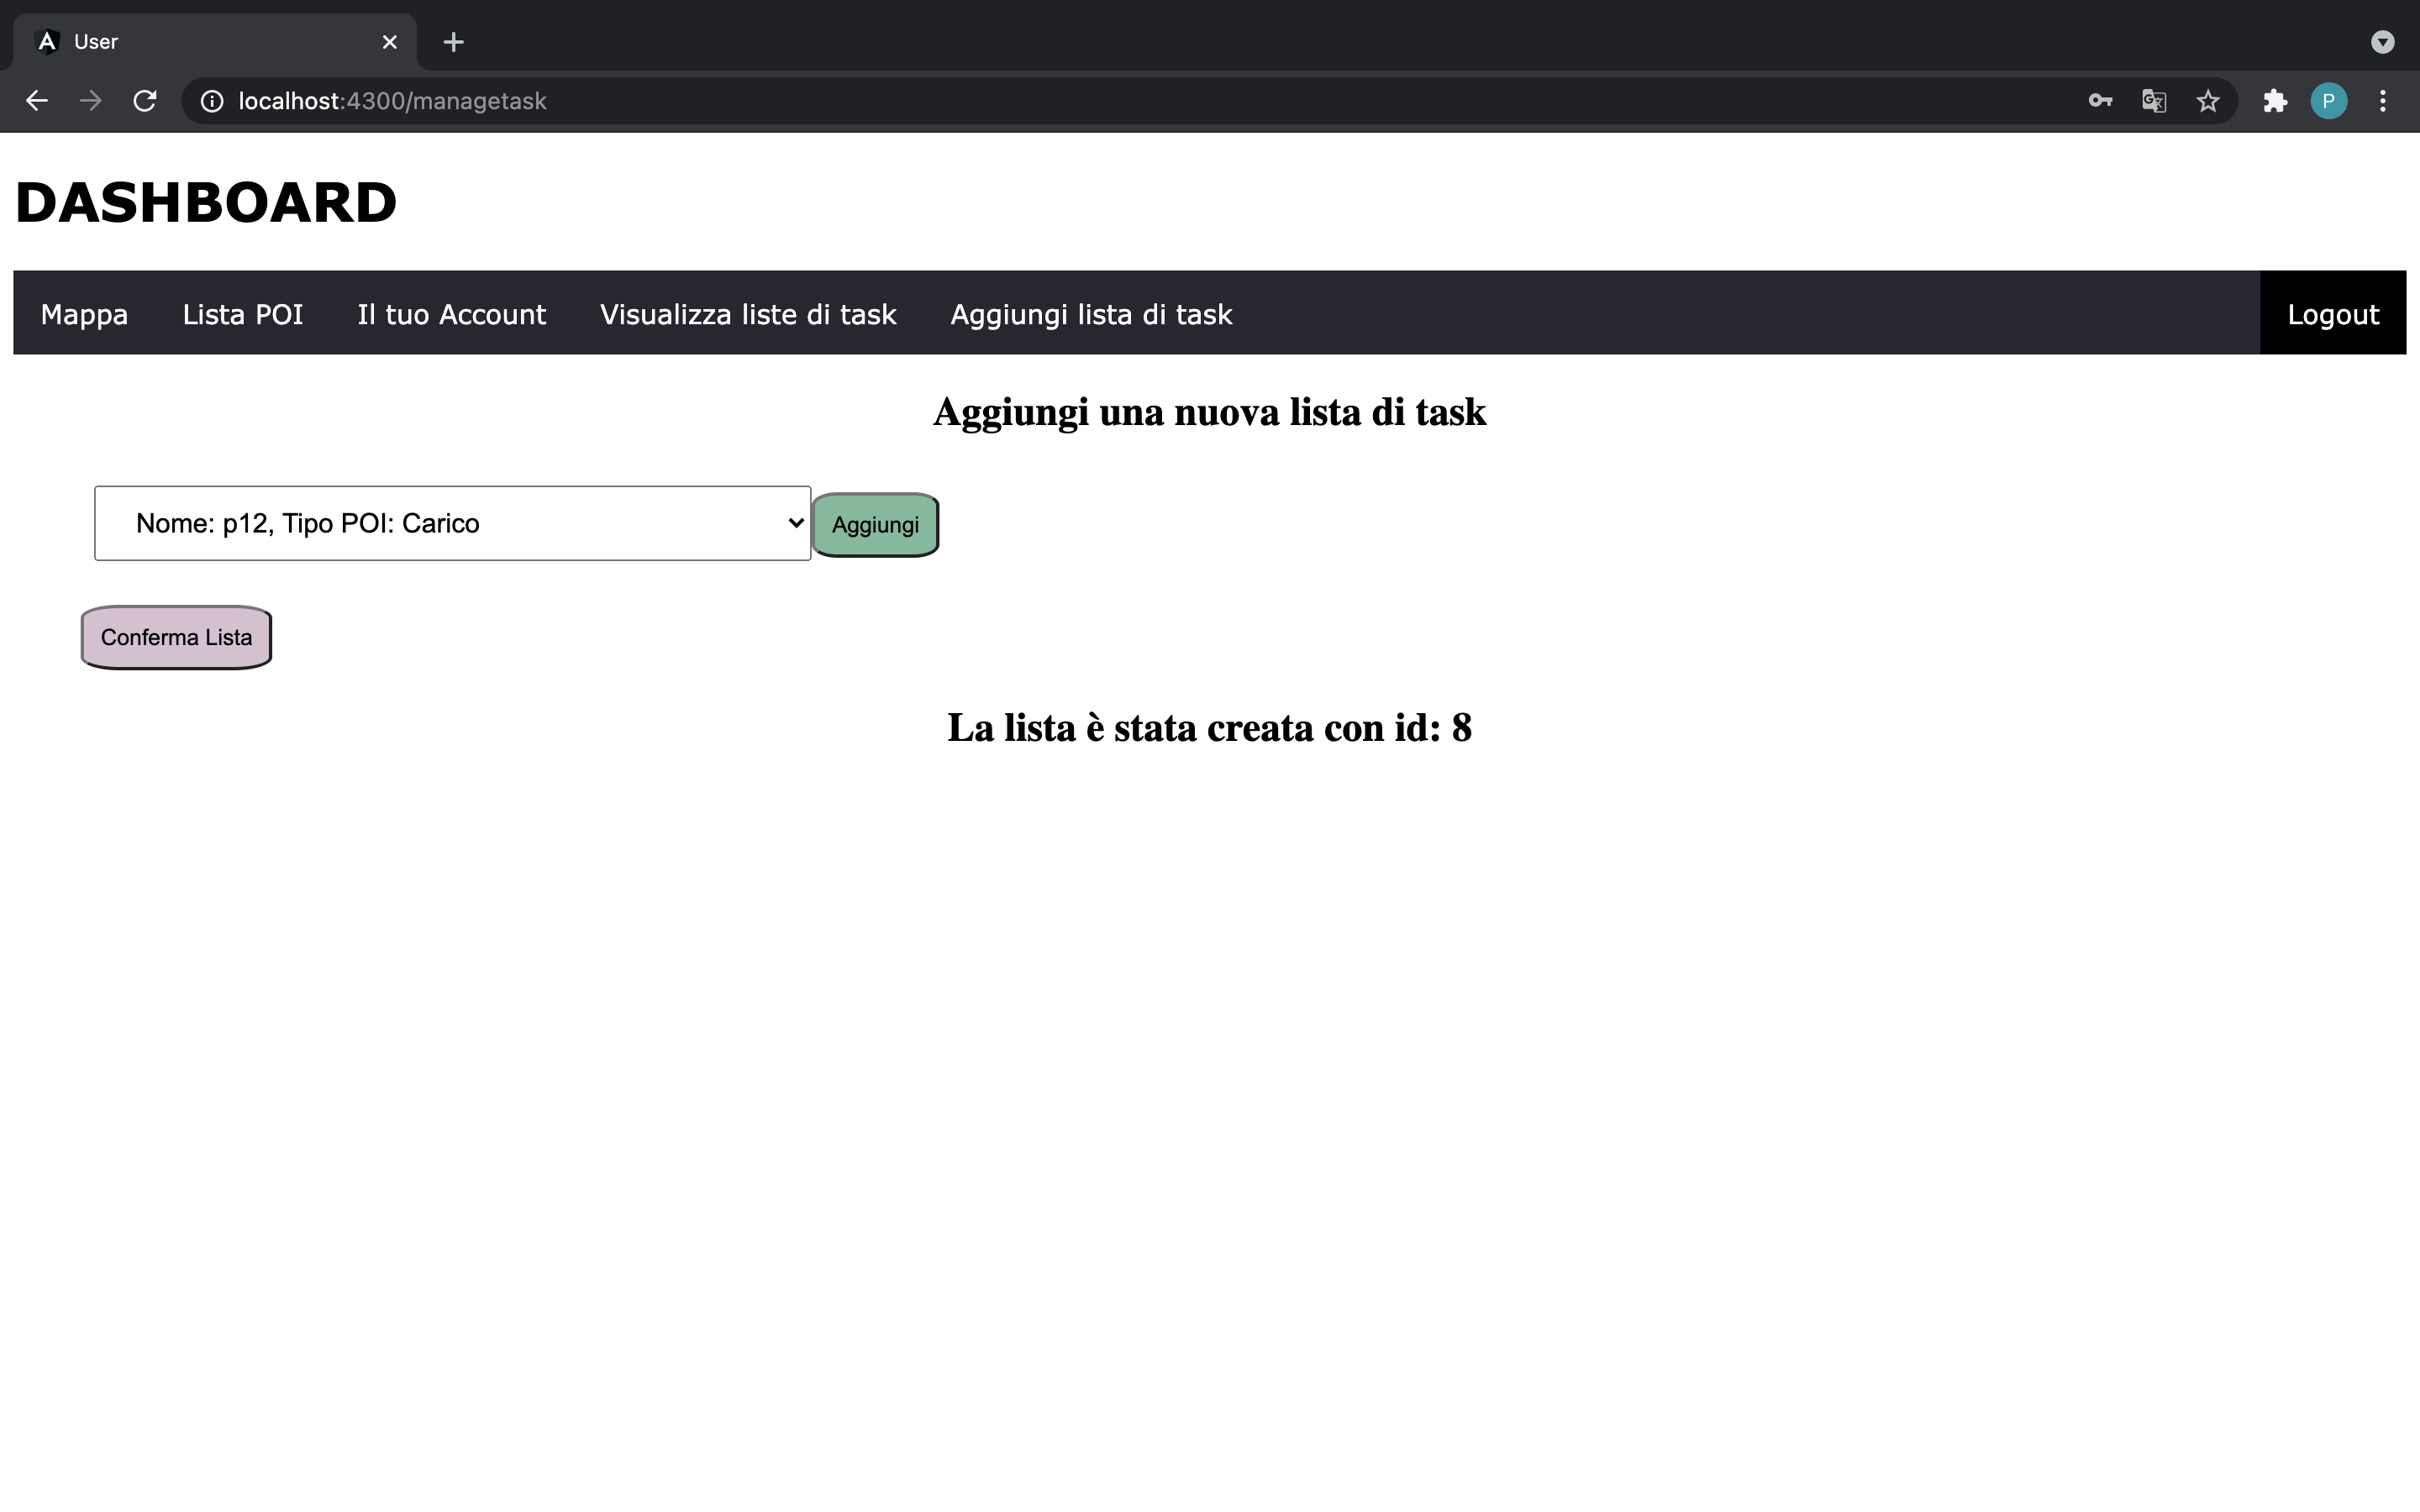 User
localhost:4300/managetask
P
DASHBOARD
Mappa Lista POI Il tuo Account Visualizza liste di task Aggiungi lista di task Logout
Aggiungi una nuova lista di task
Nome: p12, Tipo POI: Carico Aggiungi
Conferma Lista
La lista è stata creata con id: 8